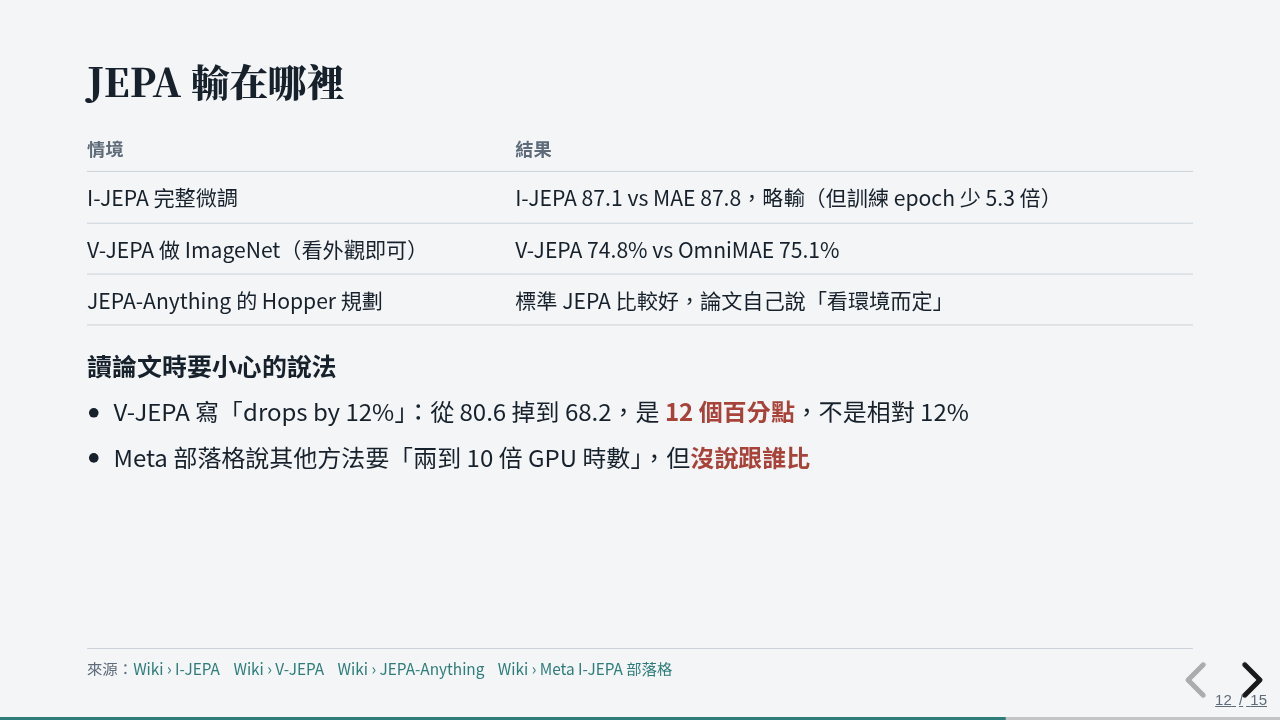 JEPA 輸在哪裡
情境 結果
I-JEPA 完整微調 I-JEPA 87.1 vs MAE 87.8，略輸（但訓練 epoch 少 5.3 倍）
V-JEPA 做 ImageNet（看外觀即可） V-JEPA 74.8% vs OmniMAE 75.1%
JEPA-Anything 的 Hopper 規劃 標準 JEPA 比較好，論文自己說「看環境而定」
讀論文時要小心的說法
• V-JEPA 寫「drops by 12%」：從 80.6 掉到 68.2，是 12 個百分點，不是相對 12%
• Meta 部落格說其他方法要「兩到 10 倍 GPU 時數」，但沒說跟誰比
來源：Wiki › I-JEPA Wiki › V-JEPA Wiki › JEPA-Anything Wiki › Meta I-JEPA 部落格
12 / 15